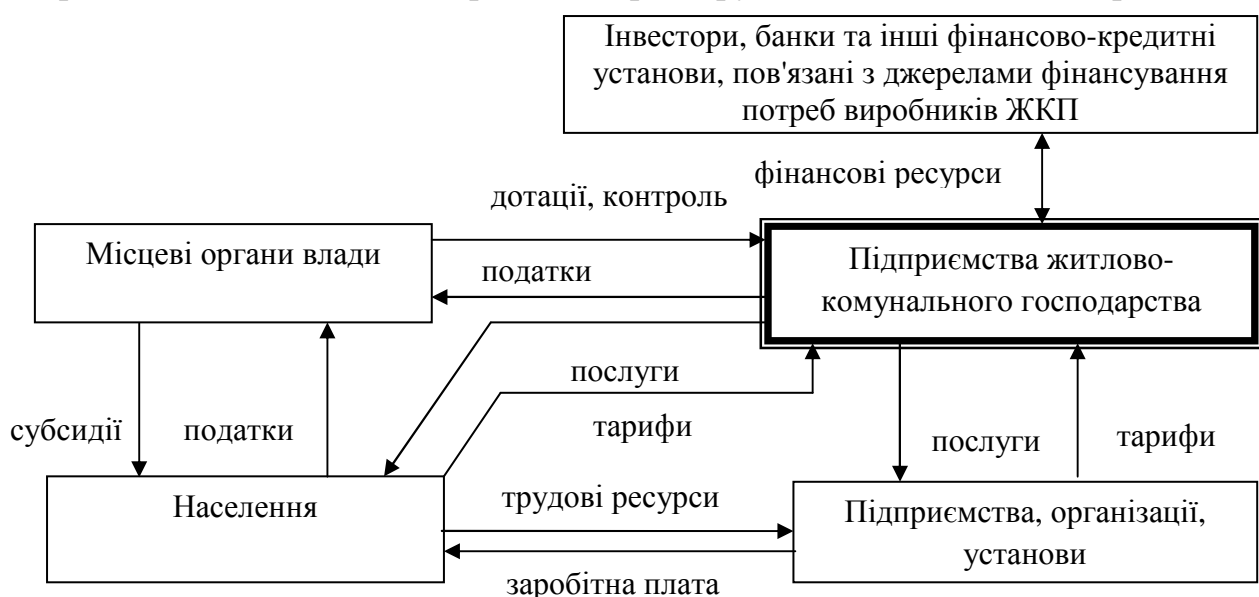 Інвестори, банки та інші фінансово-кредитні
установи, пов'язані з джерелами фінансування
потреб виробників ЖКП
фінансові ресурси
дотації, контроль
Місцеві органи влади
Підприємства житлово-
комунального господарства
податки
послуги
тарифи
субсидії
податки
послуги
тарифи
Населення
трудові ресурси
Підприємства, організації,
установи
заробітна плата